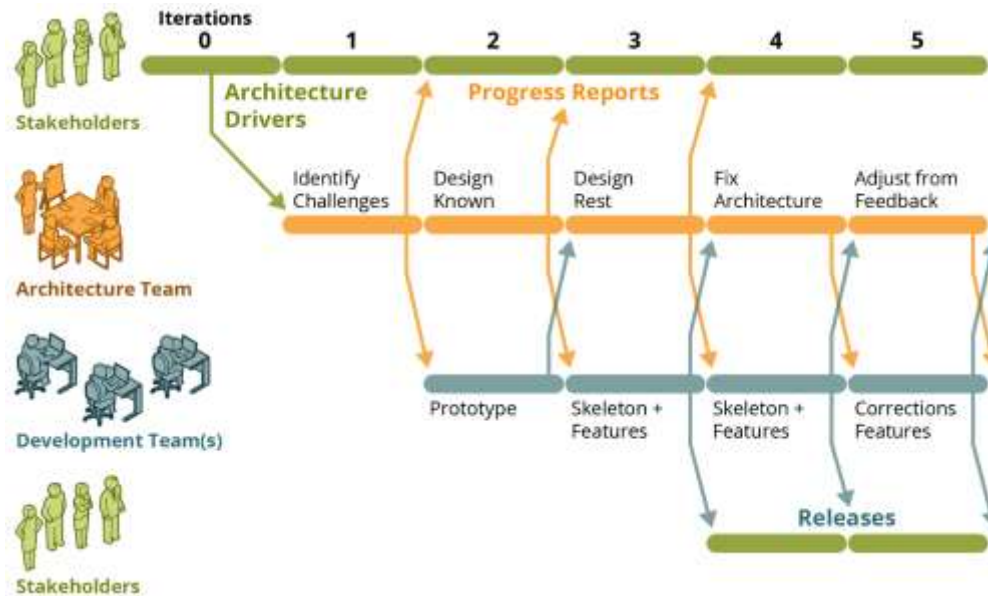 Iterations
0 1 2 3 4 5
Stakeholders
Architecture
Drivers
Progress Reports
Identify
Challenges
Design
Known
Design
Rest
Fix
Architecture
Adjust from
Feedback
Architecture Team
Prototype
Skeleton +
Features
Skeleton +
Features
Corrections
Features
Development Team(s)
Releases
Stakeholders